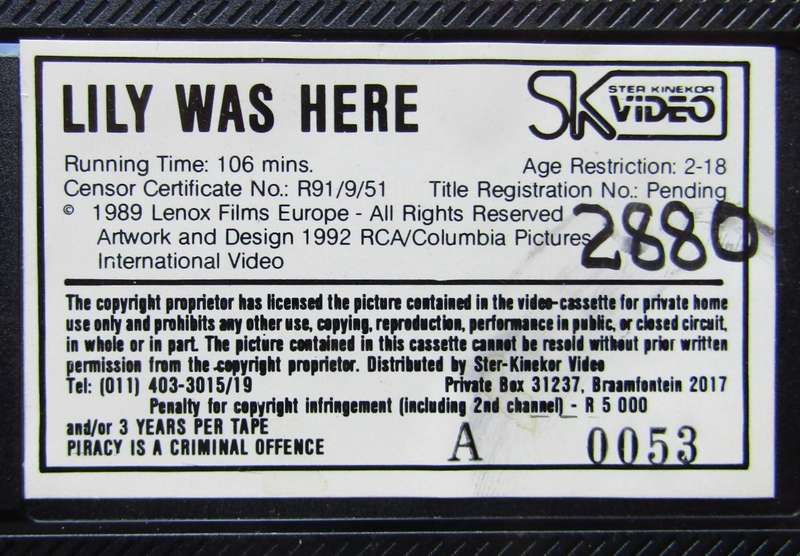 LILY WAS HERE
SK STER KINEKOR VIDEO
Running Time: 106 mins. Age Restriction: 2-18
Censor Certificate No.: R91/9/51 Title Registration No.: Pending
© 1989 Lenox Films Europe - All Rights Reserved
2880
Artwork and Design 1992 RCA/Columbia Pictures
International Video
The copyright proprietor has licensed the picture contained in the video-cassette for private home
use only and prohibits any other use, copying, reproduction, performance in public, or closed circuit,
in whole or in part. The picture contained in this cassette cannot be resold without prior written
permission from the copyright proprietor. Distributed by Ster-Kinekor Video
Tel: (011) 403-3015/19 Private Box 31237, Braamfontein 2017
Penalty for copyright infringement (including 2nd channel) - R 5 000
and/or 3 YEARS PER TAPE
PIRACY IS A CRIMINAL OFFENCE A 0053